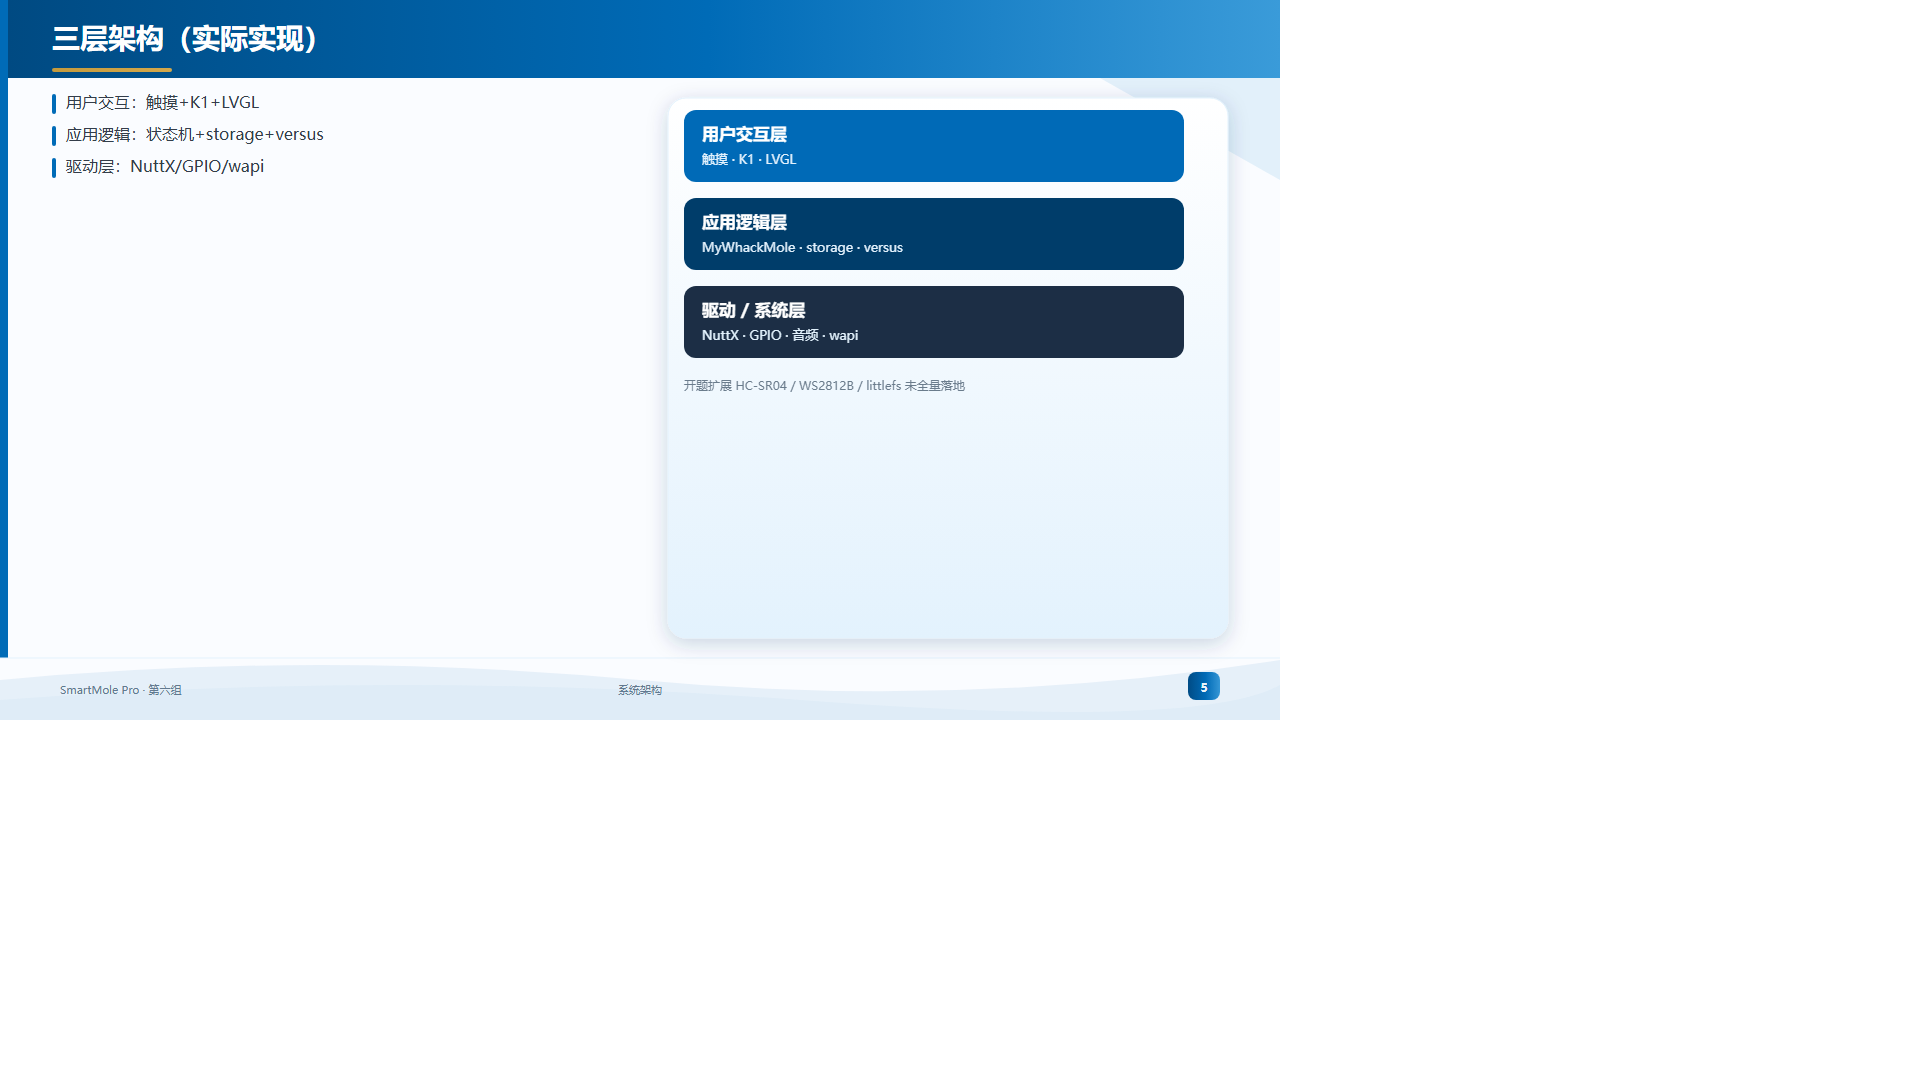 三层架构（实际实现）
用户交互：触摸+K1+LVGL
应用逻辑：状态机+storage+versus
驱动层：NuttX/GPIO/wapi
用户交互层
触摸 · K1 · LVGL
应用逻辑层
MyWhackMole · storage · versus
驱动 / 系统层
NuttX · GPIO · 音频 · wapi
开题扩展 HC-SR04 / WS2812B / littlefs 未全量落地
SmartMole Pro · 第六组
系统架构
5